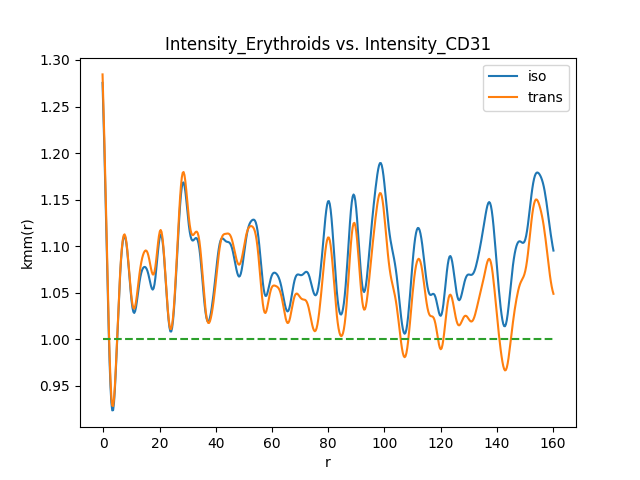 Intensity_Erythroids vs. Intensity_CD31
iso
trans
kmm(r)
1.30
1.25
1.20
1.15
1.10
1.05
1.00
0.95
0 20 40 60 80 100 120 140 160
r